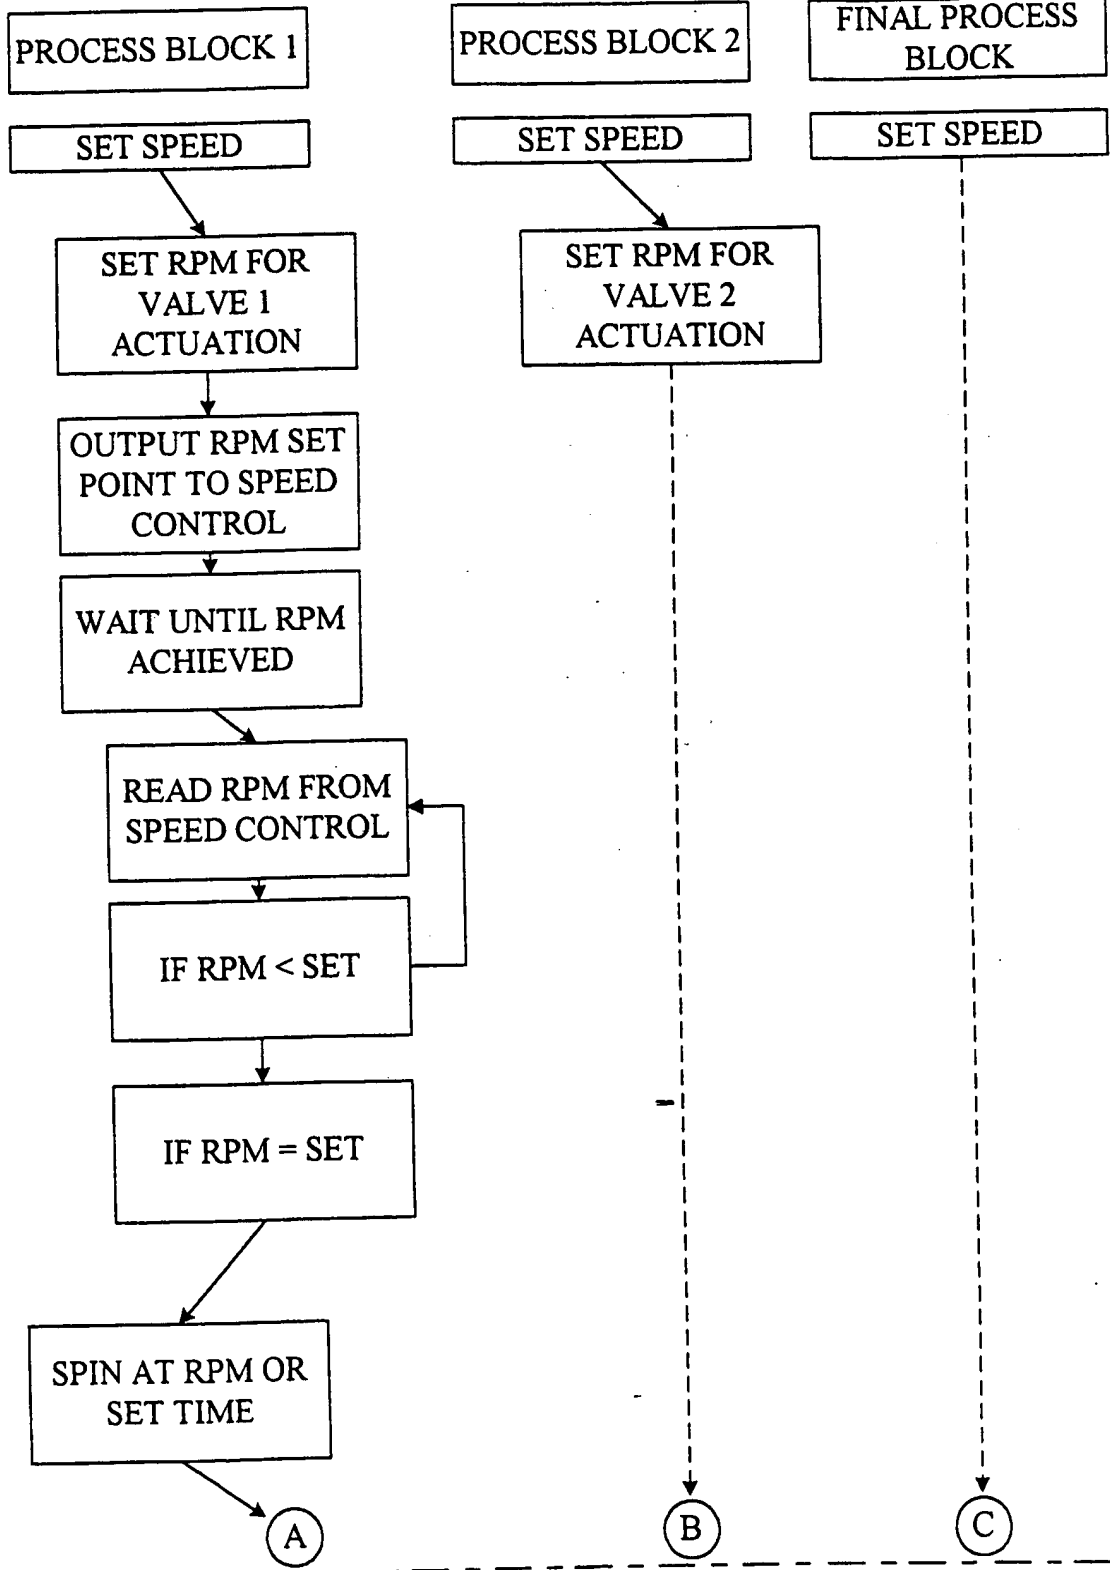 PROCESS BLOCK 1
SET SPEED
SET RPM FOR
VALVE 1
ACTUATION
OUTPUT RPM SET
POINT TO SPEED
CONTROL
WAIT UNTIL RPM
ACHIEVED
READ RPM FROM
SPEED CONTROL
IF RPM < SET
IF RPM = SET
SPIN AT RPM OR
SET TIME
A
PROCESS BLOCK 2
SET SPEED
SET RPM FOR
VALVE 2
ACTUATION
B
FINAL PROCESS
BLOCK
SET SPEED
C